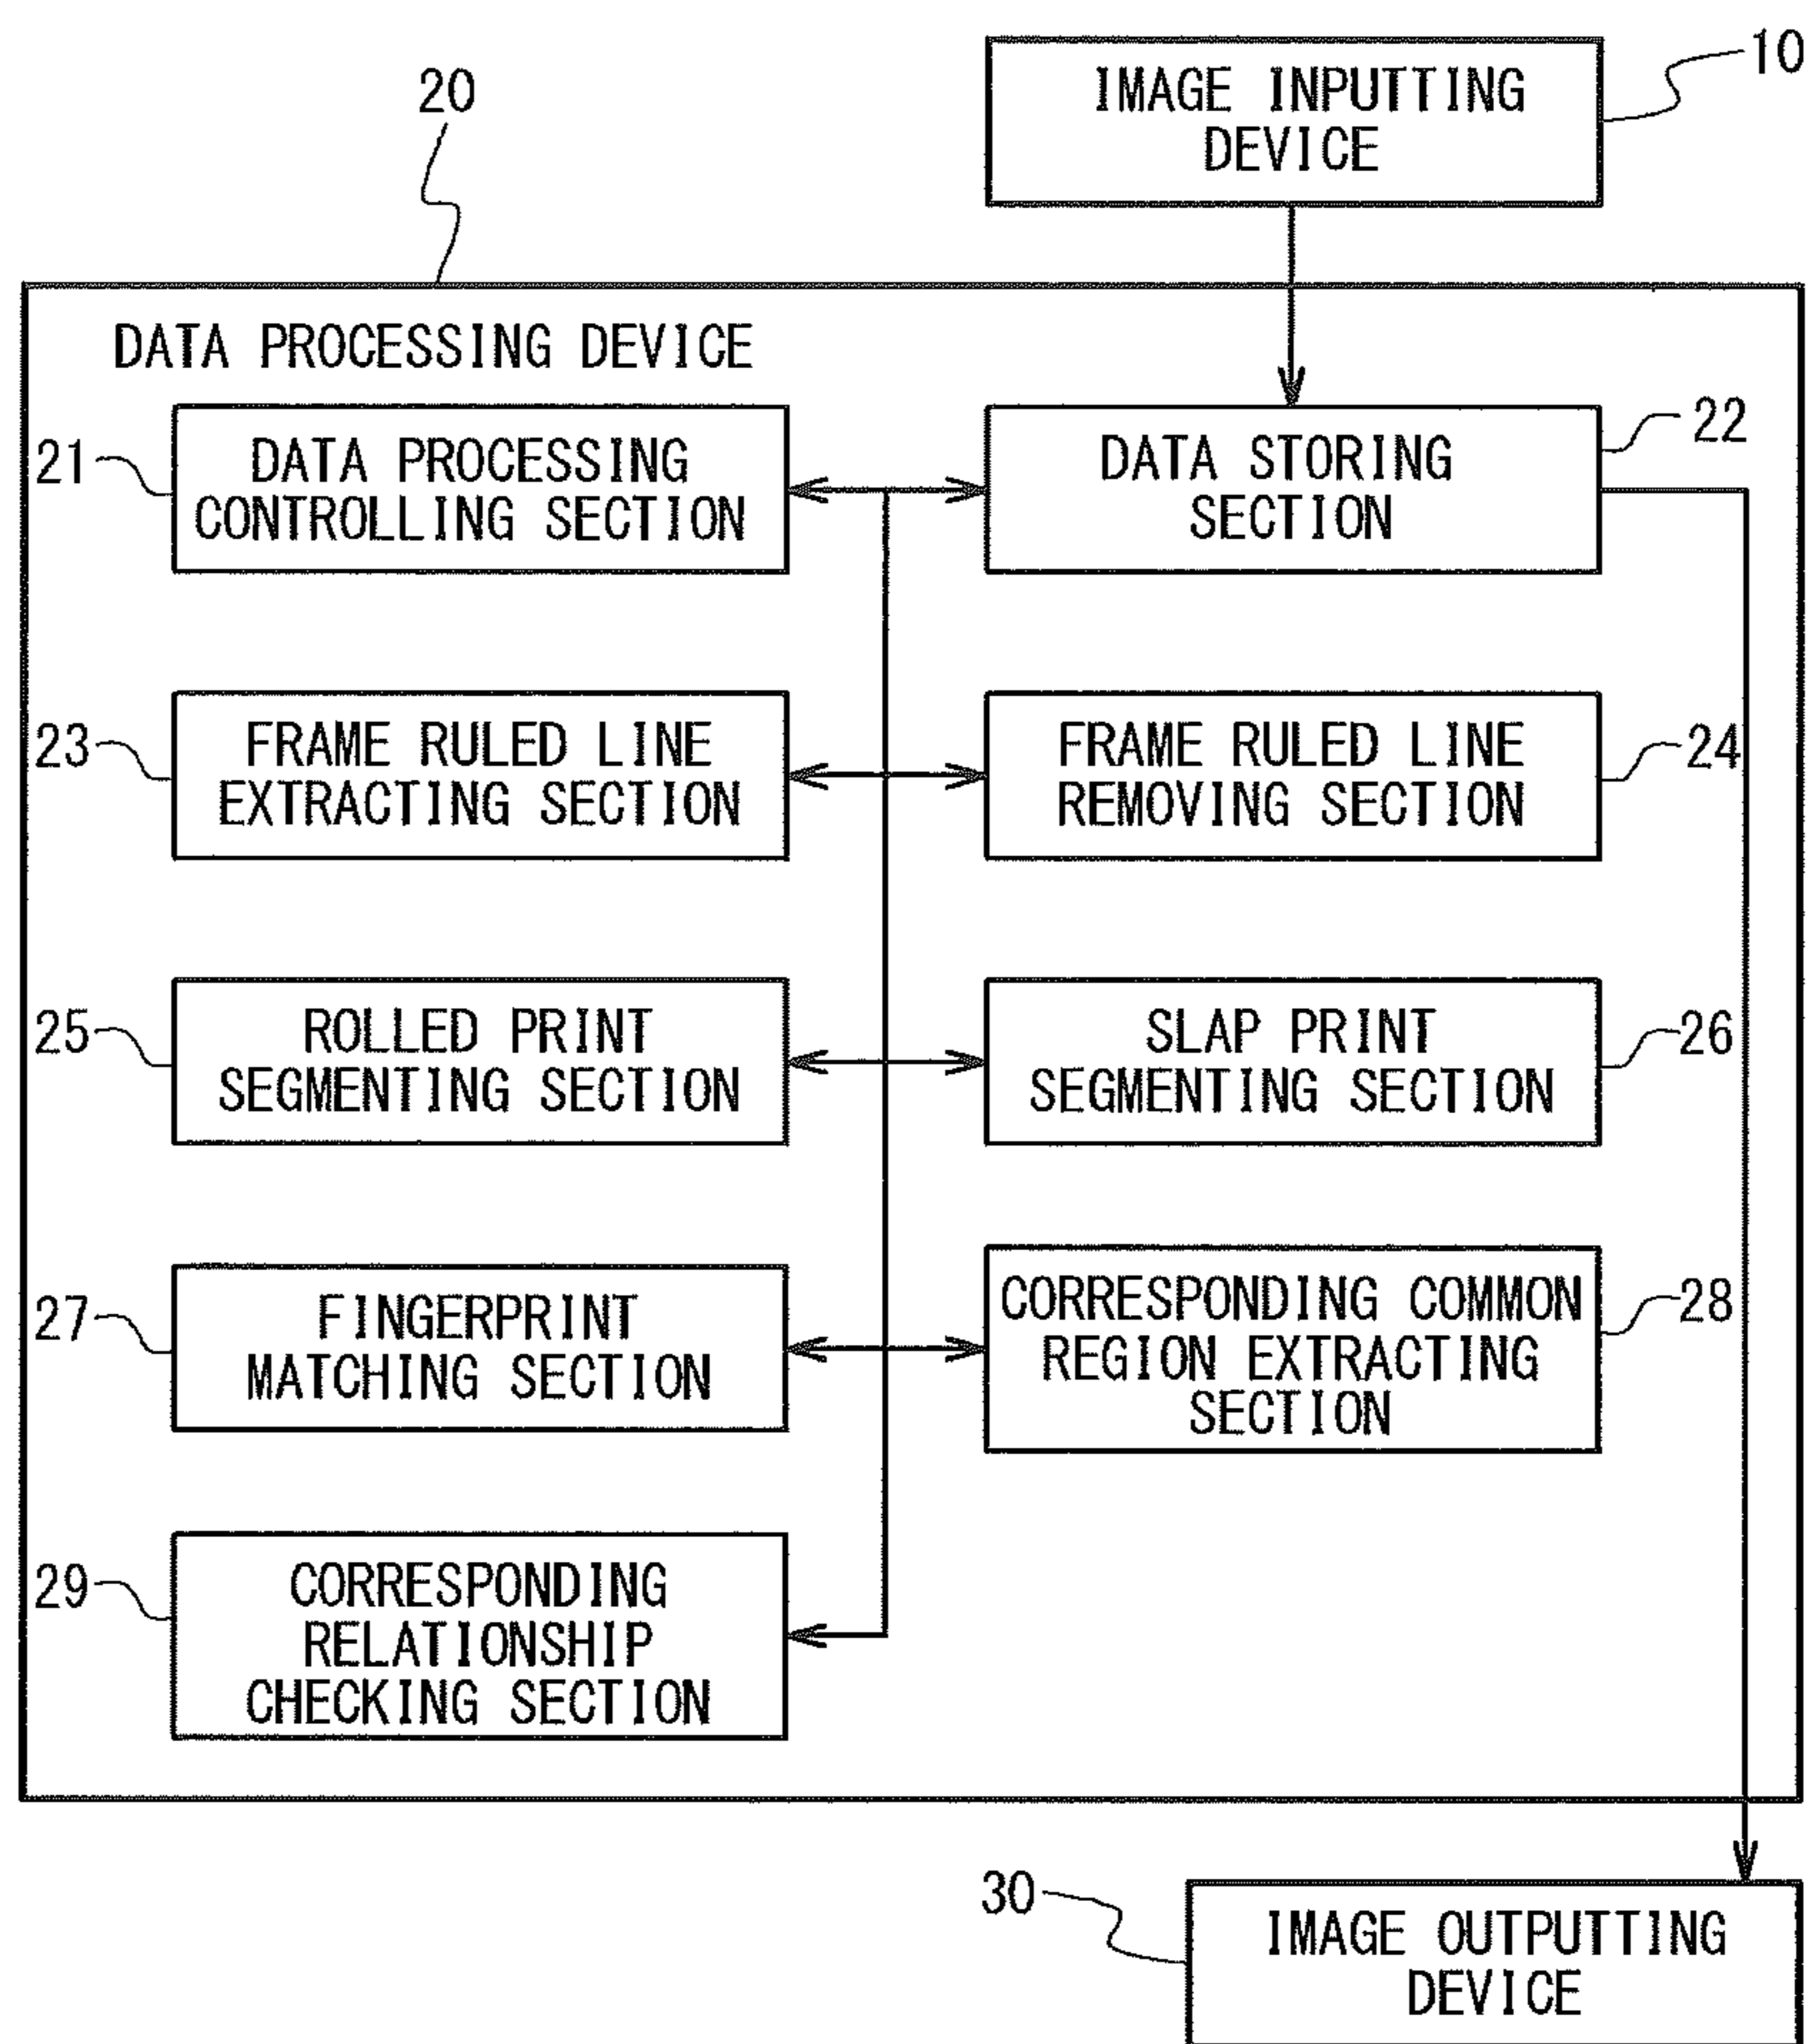 10
IMAGE INPUTTING
DEVICE
20
DATA PROCESSING DEVICE
21
DATA PROCESSING
CONTROLLING SECTION
22
DATA STORING
SECTION
23
FRAME RULED LINE
EXTRACTING SECTION
24
FRAME RULED LINE
REMOVING SECTION
25
ROLLED PRINT
SEGMENTING SECTION
26
SLAP PRINT
SEGMENTING SECTION
27
FINGERPRINT
MATCHING SECTION
28
CORRESPONDING COMMON
REGION EXTRACTING
SECTION
29
CORRESPONDING
RELATIONSHIP
CHECKING SECTION
30
IMAGE OUTPUTTING
DEVICE